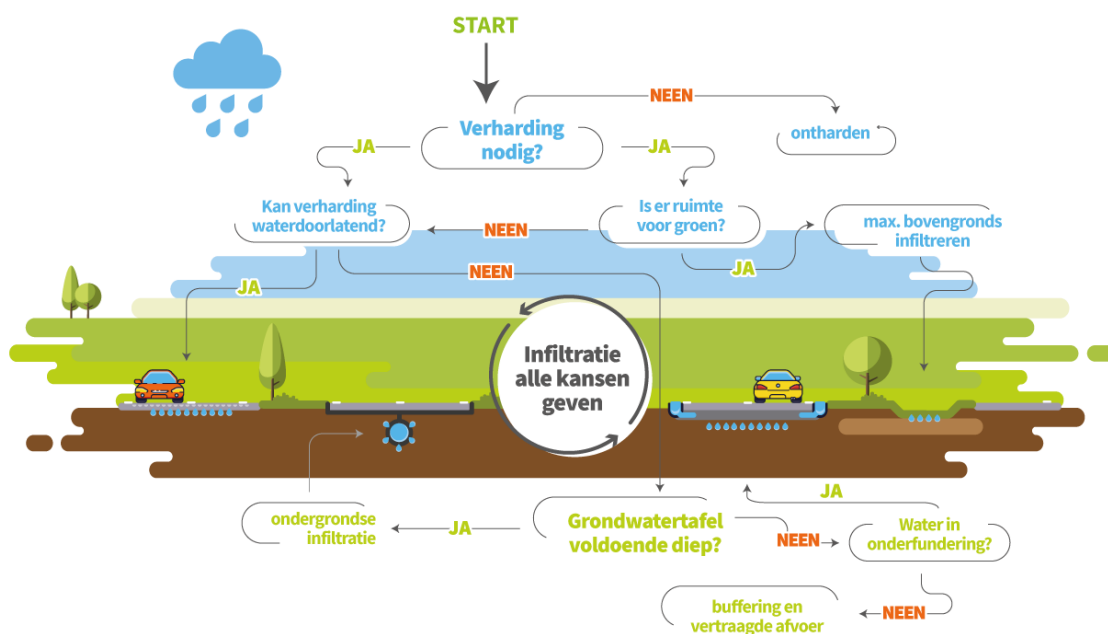 START
NEEN
Verharding
nodig?
ontharden
JA
JA
Kan verharding
waterdoorlatend?
NEEN
Is er ruimte
voor groen?
max. bovengronds
infiltreren
JA
NEEN
JA
Infiltratie
alle kansen
geven
JA
ondergrondse
infiltratie
JA
Grondwatertafel
voldoende diep?
NEEN
Water in
onderfundering?
buffering en
vertraagde afvoer
NEEN